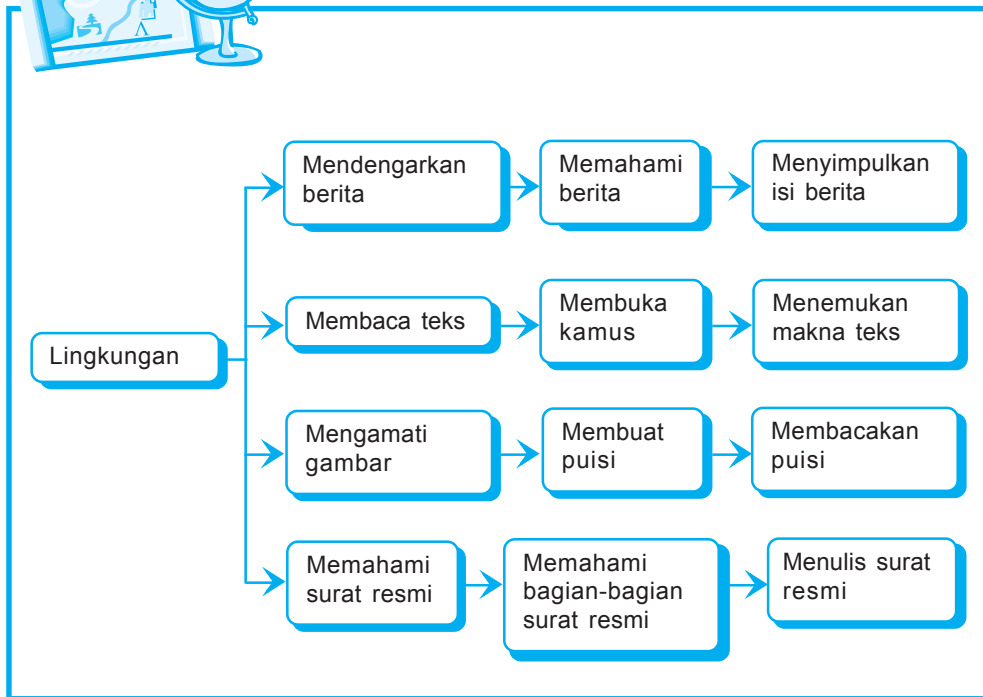 Mendengarkan
berita
Memahami
berita
Menyimpulkan
isi berita
Membaca teks
Membuka
kamus
Menemukan
makna teks
Lingkungan
Mengamati
gambar
Membuat
puisi
Membacakan
puisi
Memahami
surat resmi
Memahami
bagian-bagian
surat resmi
Menulis surat
resmi